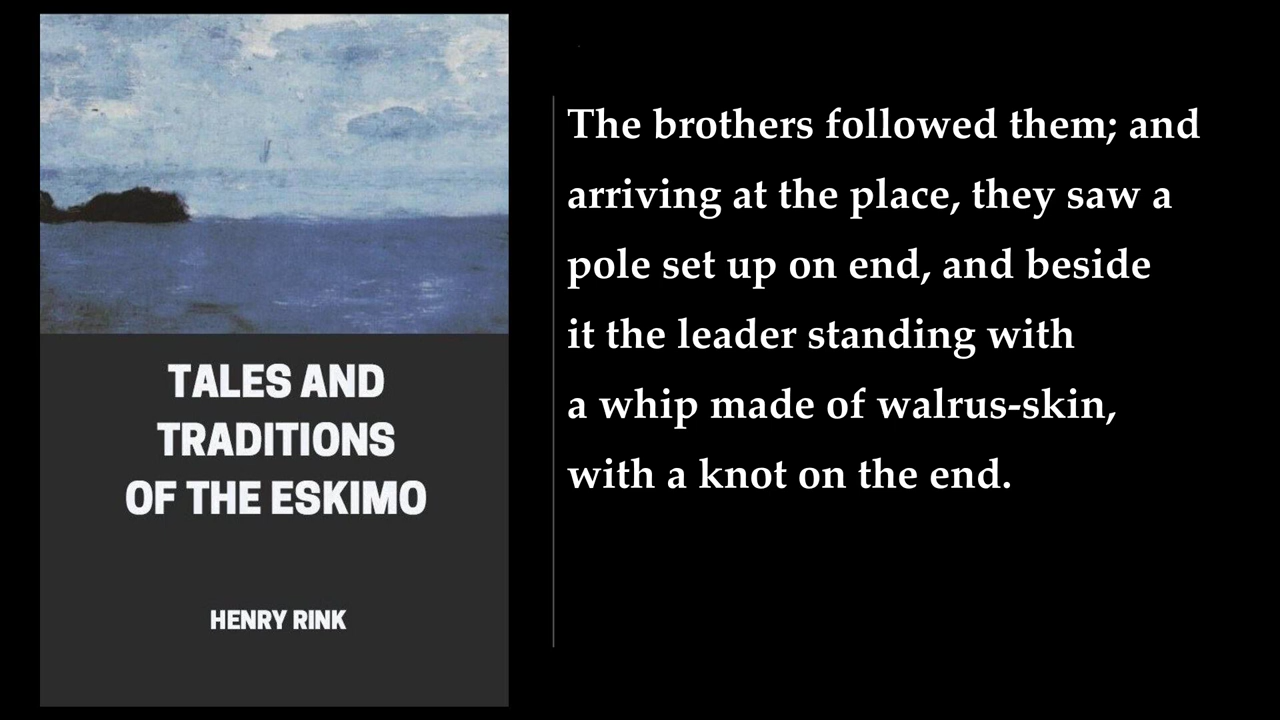 TALES AND
TRADITIONS
OF THE ESKIMO
HENRY RINK
The brothers followed them; and
arriving at the place, they saw a
pole set up on end, and beside
it the leader standing with
a whip made of walrus-skin,
with a knot on the end.